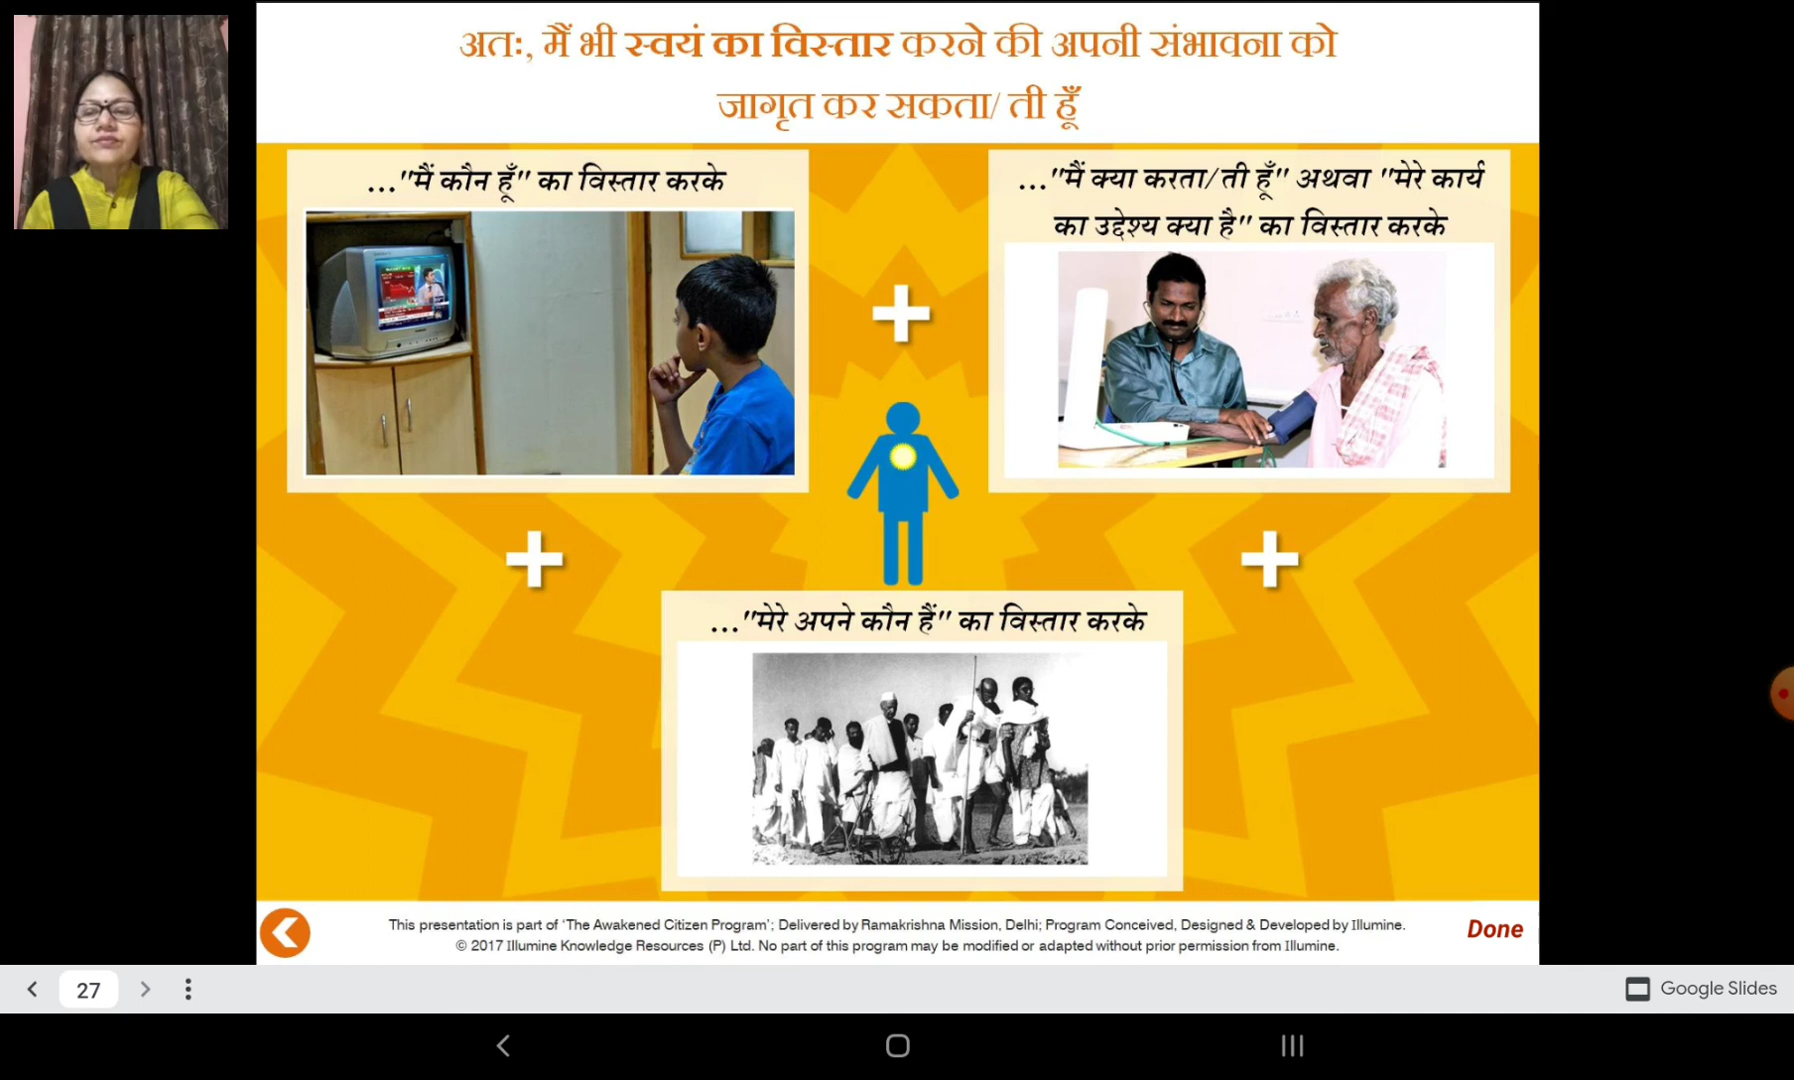 अतः, मैं भी स्वयं का विस्तार करने की अपनी संभावना को
जागृत कर सकता/ ती हूँ
..."मैं कौन हूँ" का विस्तार करके
..."मैं क्या करता/ ती हूँ" अथवा "मेरे कार्य
का उद्देश्य क्या है" का विस्तार करके
..."मेरे अपने कौन हैं" का विस्तार करके
This presentation is part of ‘The Awakened Citizen Program’; Delivered by Ramakrishna Mission, Delhi; Program Conceived, Designed & Developed by Illumine.
© 2017 Illumine Knowledge Resources (P) Ltd. No part of this program may be modified or adapted without prior permission from Illumine.
Done
27
Google Slides